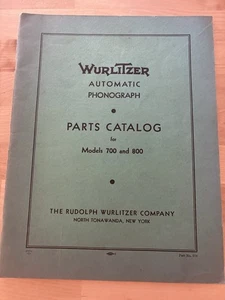 WURLITZER
AUTOMATIC
PHONOGRAPH
PARTS CATALOG
for
Models 700 and 800
THE RUDOLPH WURLITZER COMPANY
NORTH TONAWANDA, NEW YORK